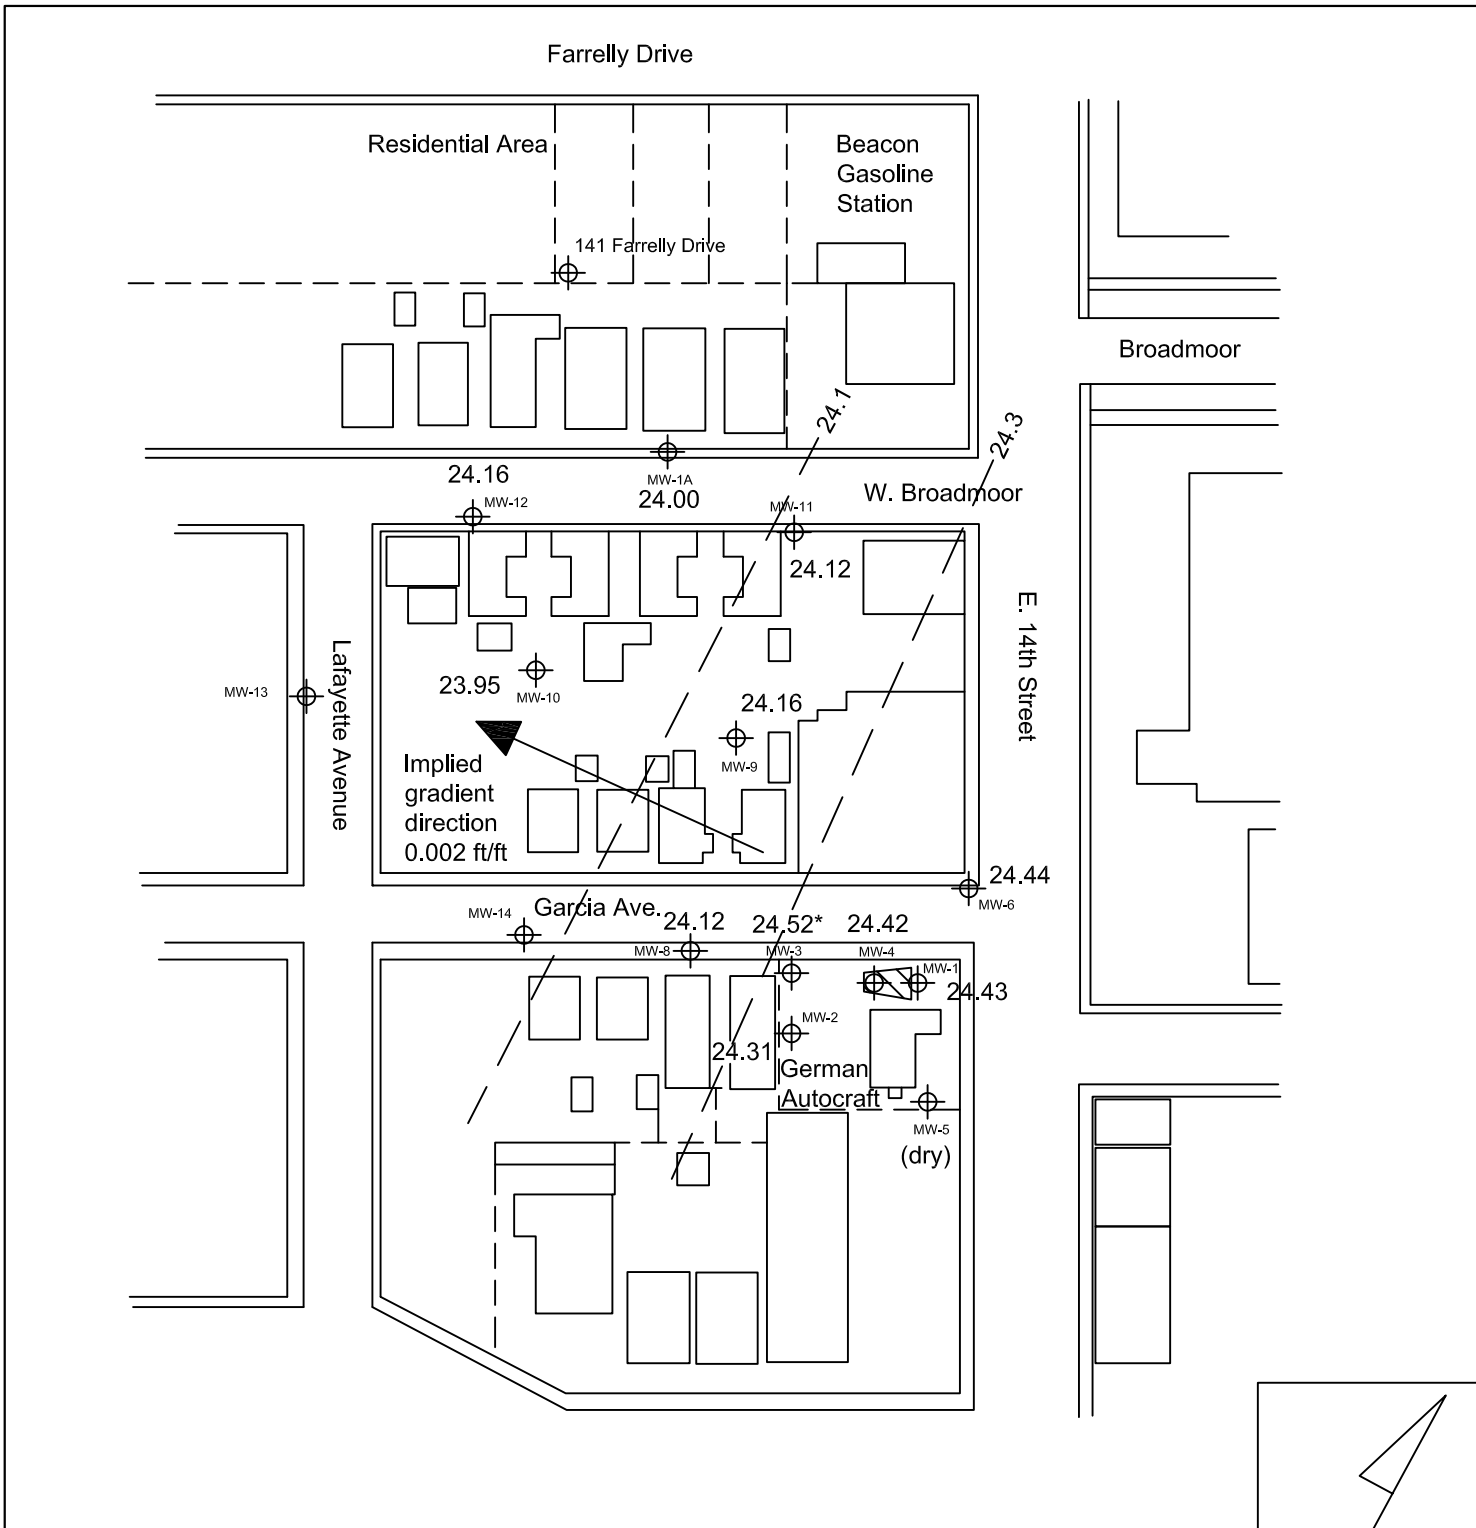 Farrelly Drive
Residential Area
Beacon
Gasoline
Station
141 Farrelly Drive
Broadmoor
24.1
24.3
24.16
MW-12
MW-1A
24.00
W. Broadmoor
MW-11
24.12
E. 14th Street
Lafayette Avenue
MW-13
23.95
MW-10
24.16
MW-9
Implied
gradient
direction
0.002 ft/ft
24.44
MW-6
MW-14
Garcia Ave.
24.12
MW-8
24.52*
MW-3
24.42
MW-4
MW-1
24.43
MW-2
24.31
German
Autocraft
MW-5
(dry)